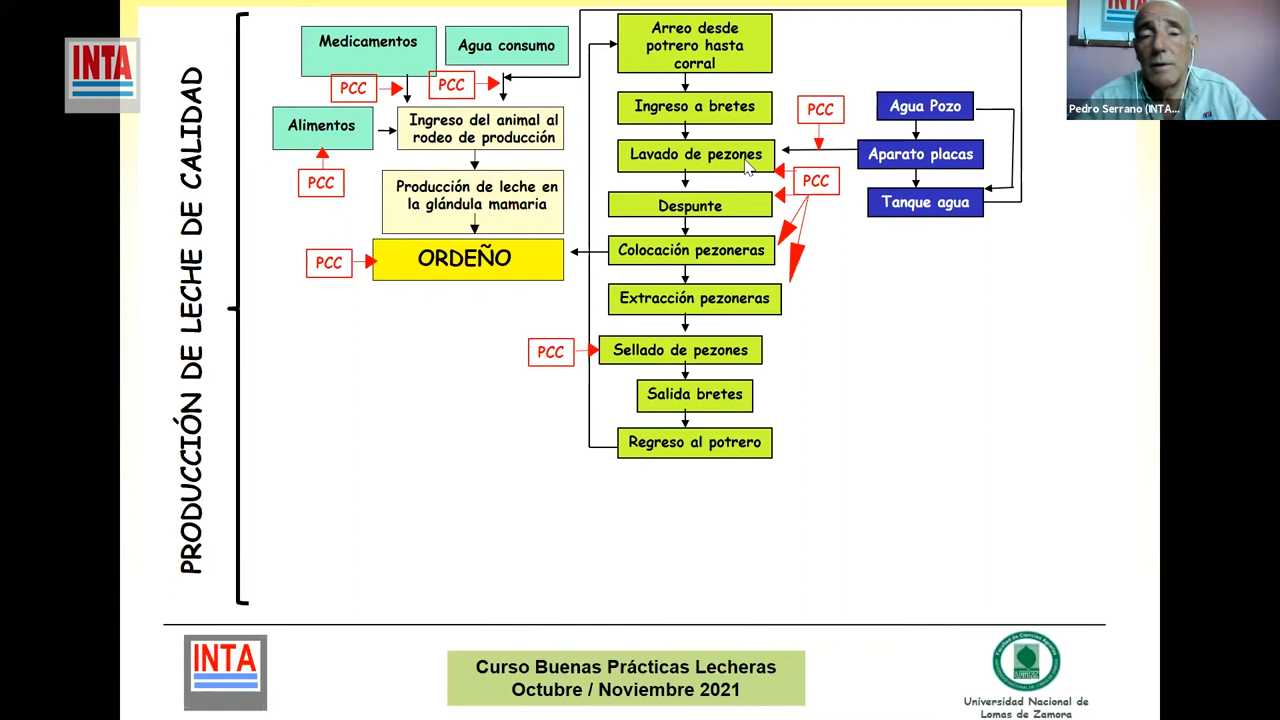 INTA
PRODUCCIÓN DE LECHE DE CALIDAD
Medicamentos
Agua consumo
PCC
PCC
Alimentos
Ingreso del animal al
rodeo de producción
PCC
Producción de leche en
la glándula mamaria
PCC
ORDEÑO
Arreo desde
potrero hasta
corral
Ingreso a bretes
Lavado de pezones
Despunte
Colocación pezoneras
Extracción pezoneras
PCC
Sellado de pezones
Salida bretes
Regreso al potrero
PCC
PCC
Agua Pozo
Aparato placas
Tanque agua
Pedro Serrano (INTA...
INTA
Curso Buenas Prácticas Lecheras
Octubre / Noviembre 2021
Universidad Nacional de
Lomas de Zamora